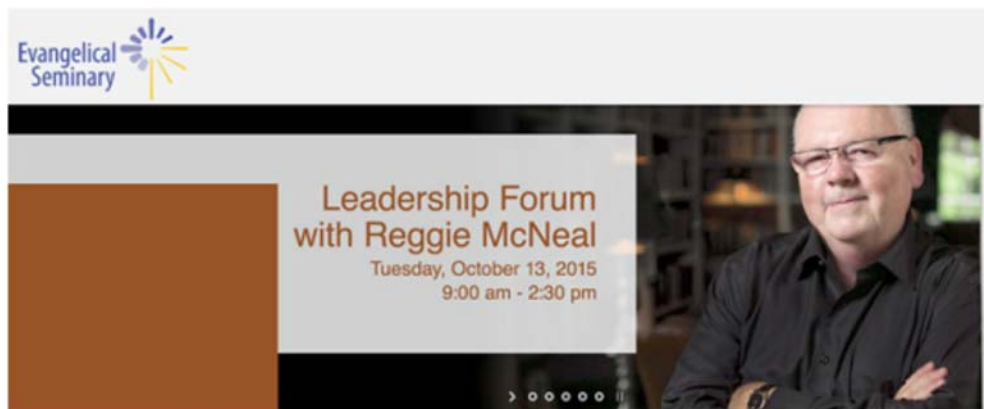 Evangelical
Seminary
Leadership Forum
with Reggie McNeal
Tuesday, October 13, 2015
9:00 am - 2:30 pm